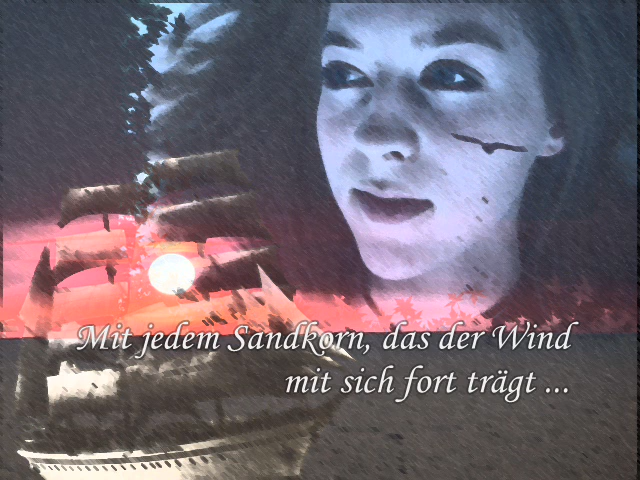 Mit jedem Sandkorn, das der Wind
mit sich fort trägt ...